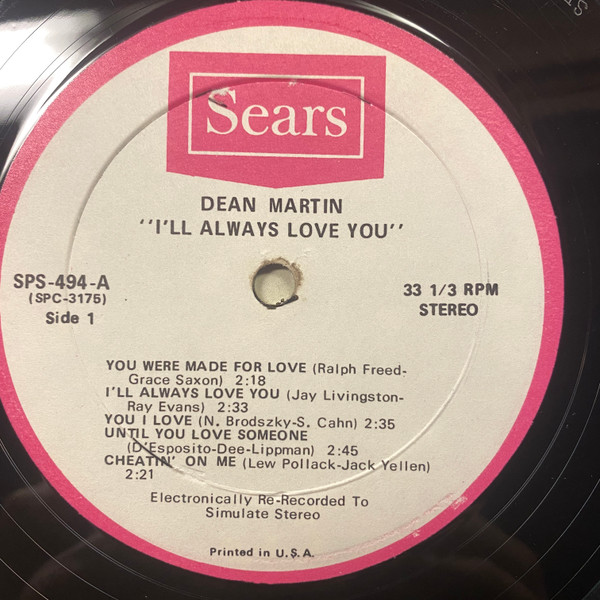 Sears
DEAN MARTIN
"I'LL ALWAYS LOVE YOU"
SPS-494-A
(SPC-3175)
Side 1
33 1/3 RPM
STEREO
YOU WERE MADE FOR LOVE (Ralph Freed-
Grace Saxon) 2:18
I'LL ALWAYS LOVE YOU (Jay Livingston-
Ray Evans) 2:33
YOU I LOVE (N. Brodszky-S. Cahn) 2:35
UNTIL YOU LOVE SOMEONE
(D'Esposito-Dee-Lippman) 2:45
CHEATIN' ON ME (Lew Pollack-Jack Yellen)
2:21
Electronically Re-Recorded To
Simulate Stereo
Printed in U.S.A.